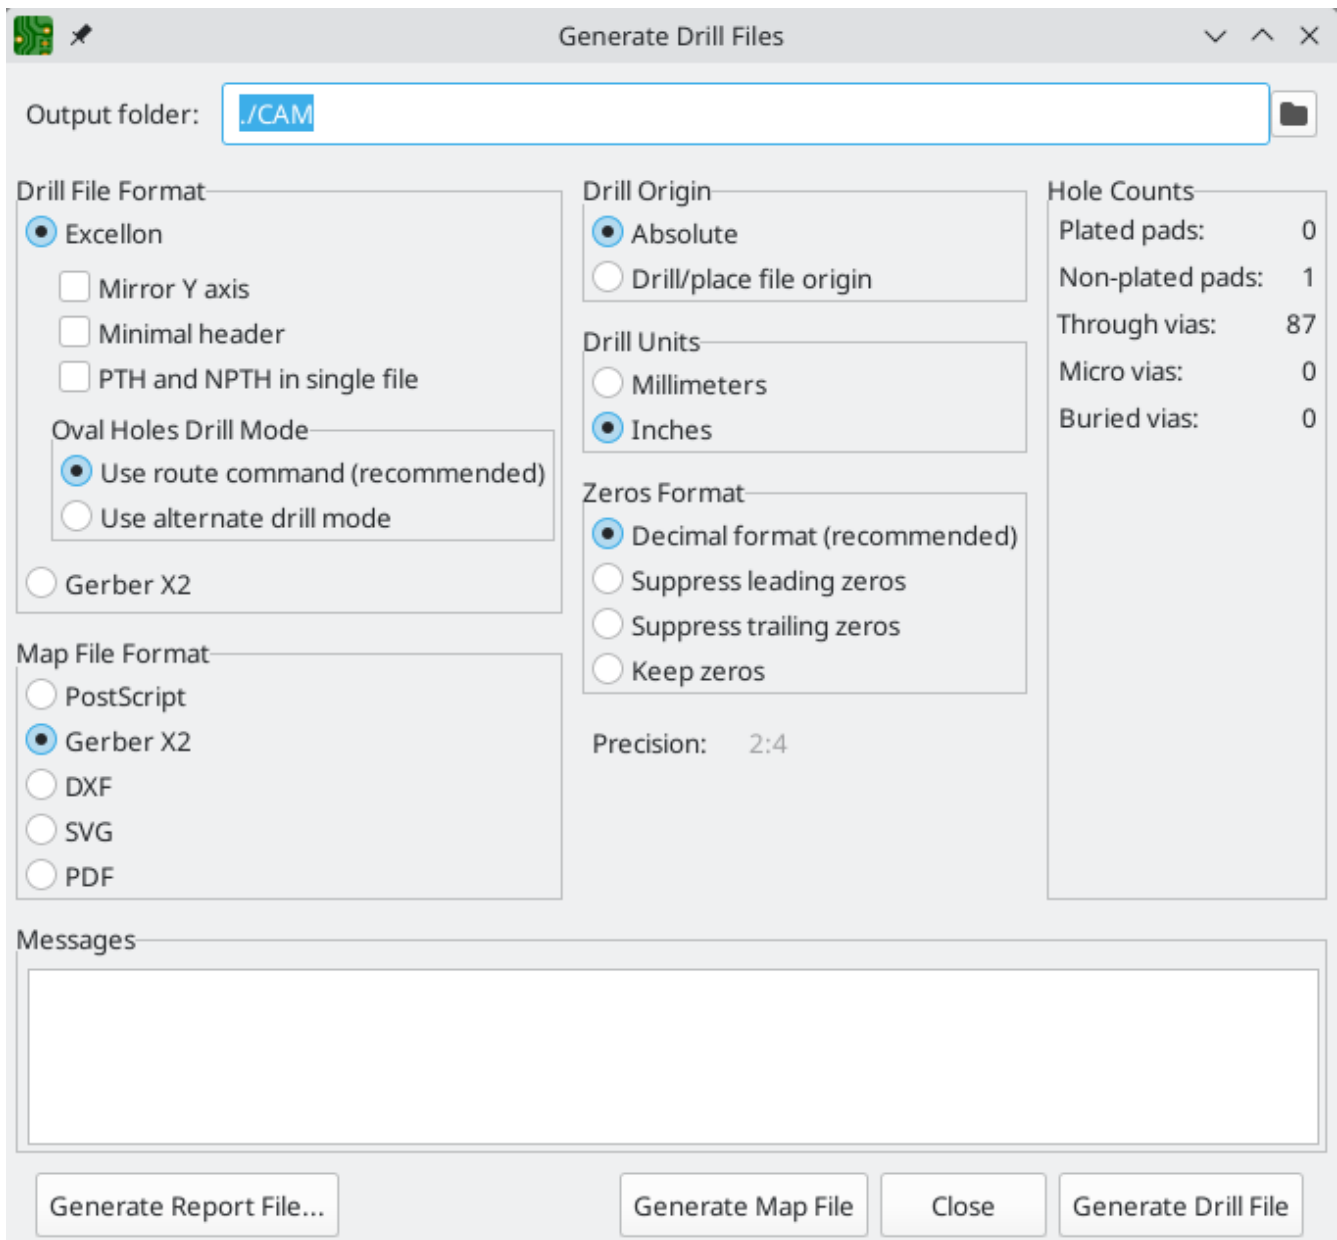 Generate Drill Files
Output folder: ./CAM
Drill File Format
Excellon
Mirror Y axis
Minimal header
PTH and NPTH in single file
Oval Holes Drill Mode
Use route command (recommended)
Use alternate drill mode
Gerber X2
Map File Format
PostScript
Gerber X2
DXF
SVG
PDF
Drill Origin
Absolute
Drill/place file origin
Drill Units
Millimeters
Inches
Zeros Format
Decimal format (recommended)
Suppress leading zeros
Suppress trailing zeros
Keep zeros
Precision: 2:4
Hole Counts
Plated pads: 0
Non-plated pads: 1
Through vias: 87
Micro vias: 0
Buried vias: 0
Messages
Generate Report File... Generate Map File Close Generate Drill File